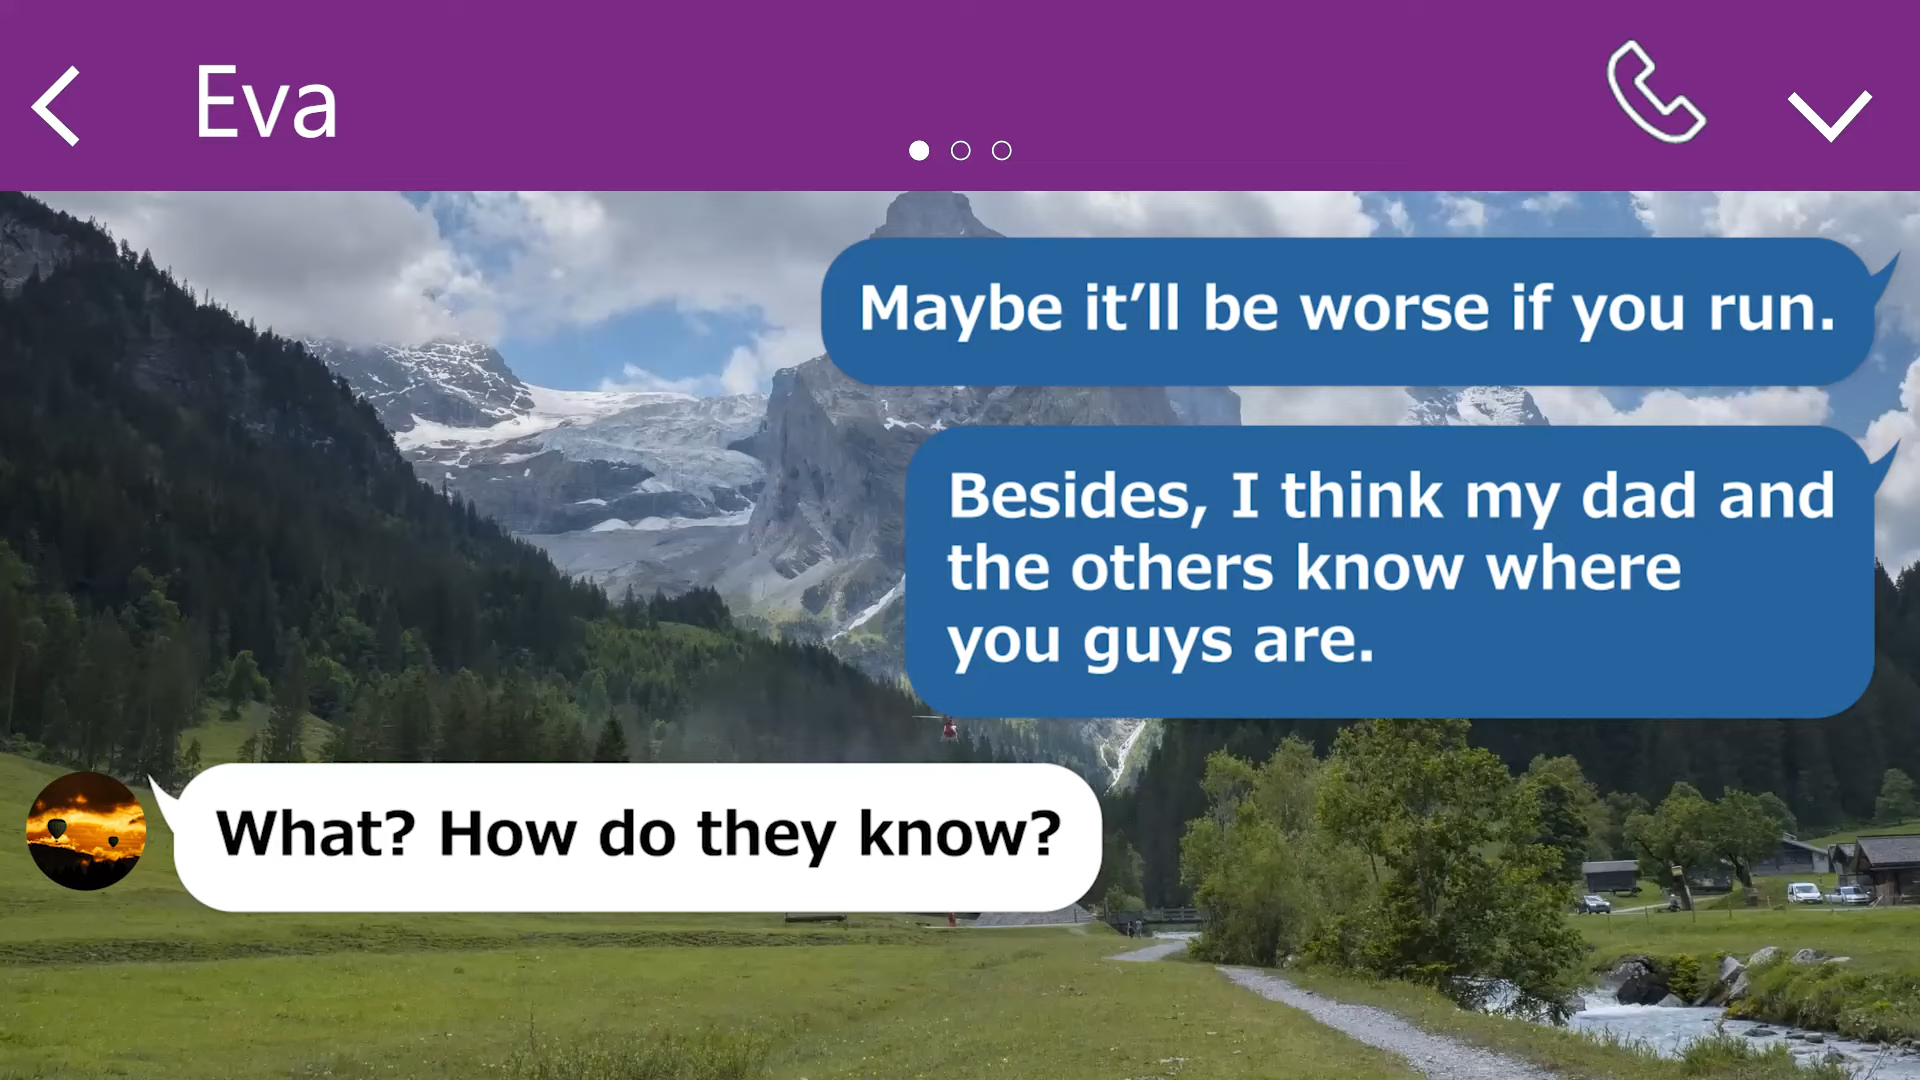 Eva
Maybe it’ll be worse if you run.
Besides, I think my dad and
the others know where
you guys are.
What? How do they know?